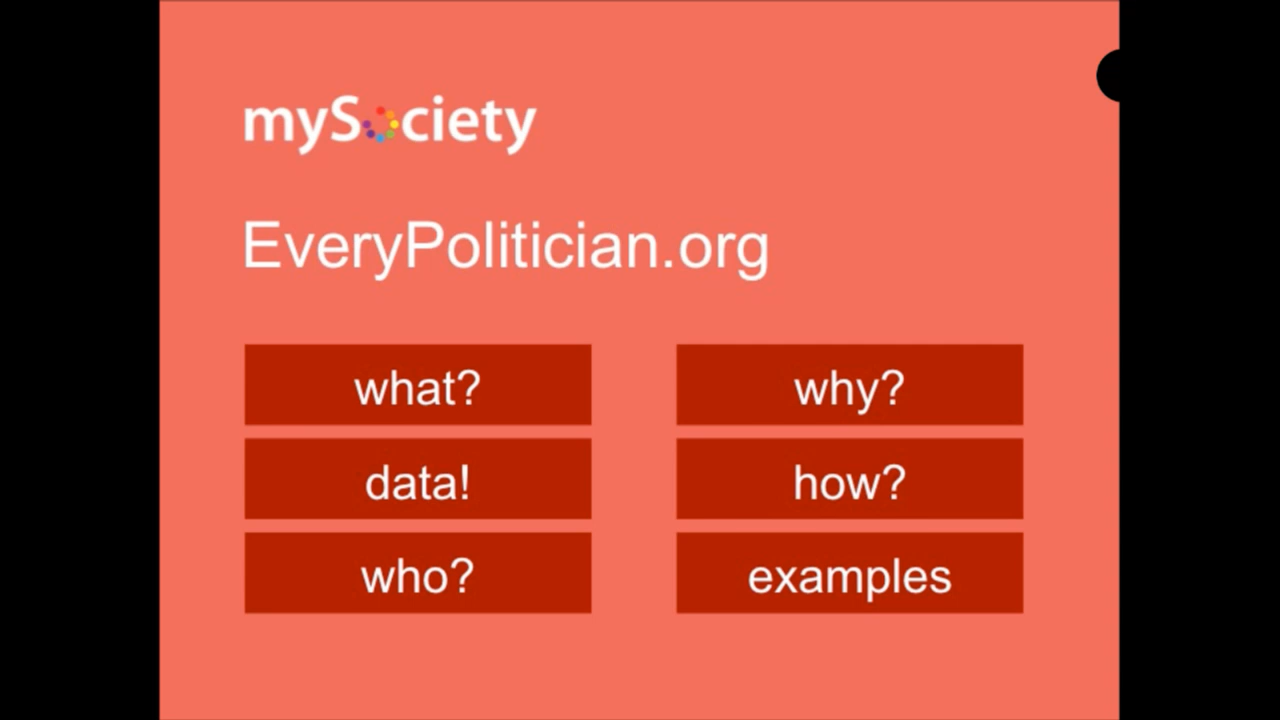 mySociety
EveryPolitician.org
what?
why?
data!
how?
who?
examples